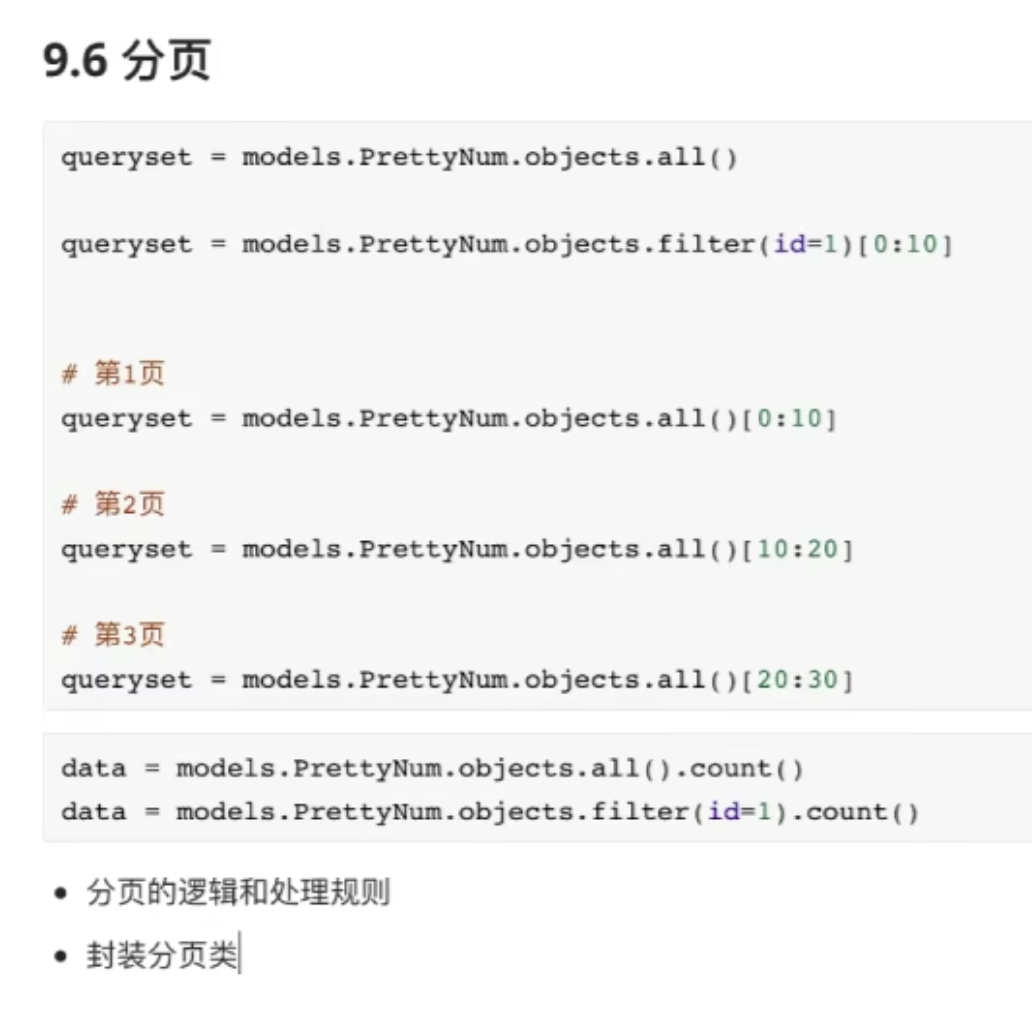 9.6 分页
queryset = models.PrettyNum.objects.all()
queryset = models.PrettyNum.objects.filter(id=1)[0:10]
# 第1页
queryset = models.PrettyNum.objects.all()[0:10]
# 第2页
queryset = models.PrettyNum.objects.all()[10:20]
# 第3页
queryset = models.PrettyNum.objects.all()[20:30]
data = models.PrettyNum.objects.all().count()
data = models.PrettyNum.objects.filter(id=1).count()
• 分页的逻辑和处理规则
• 封装分页类